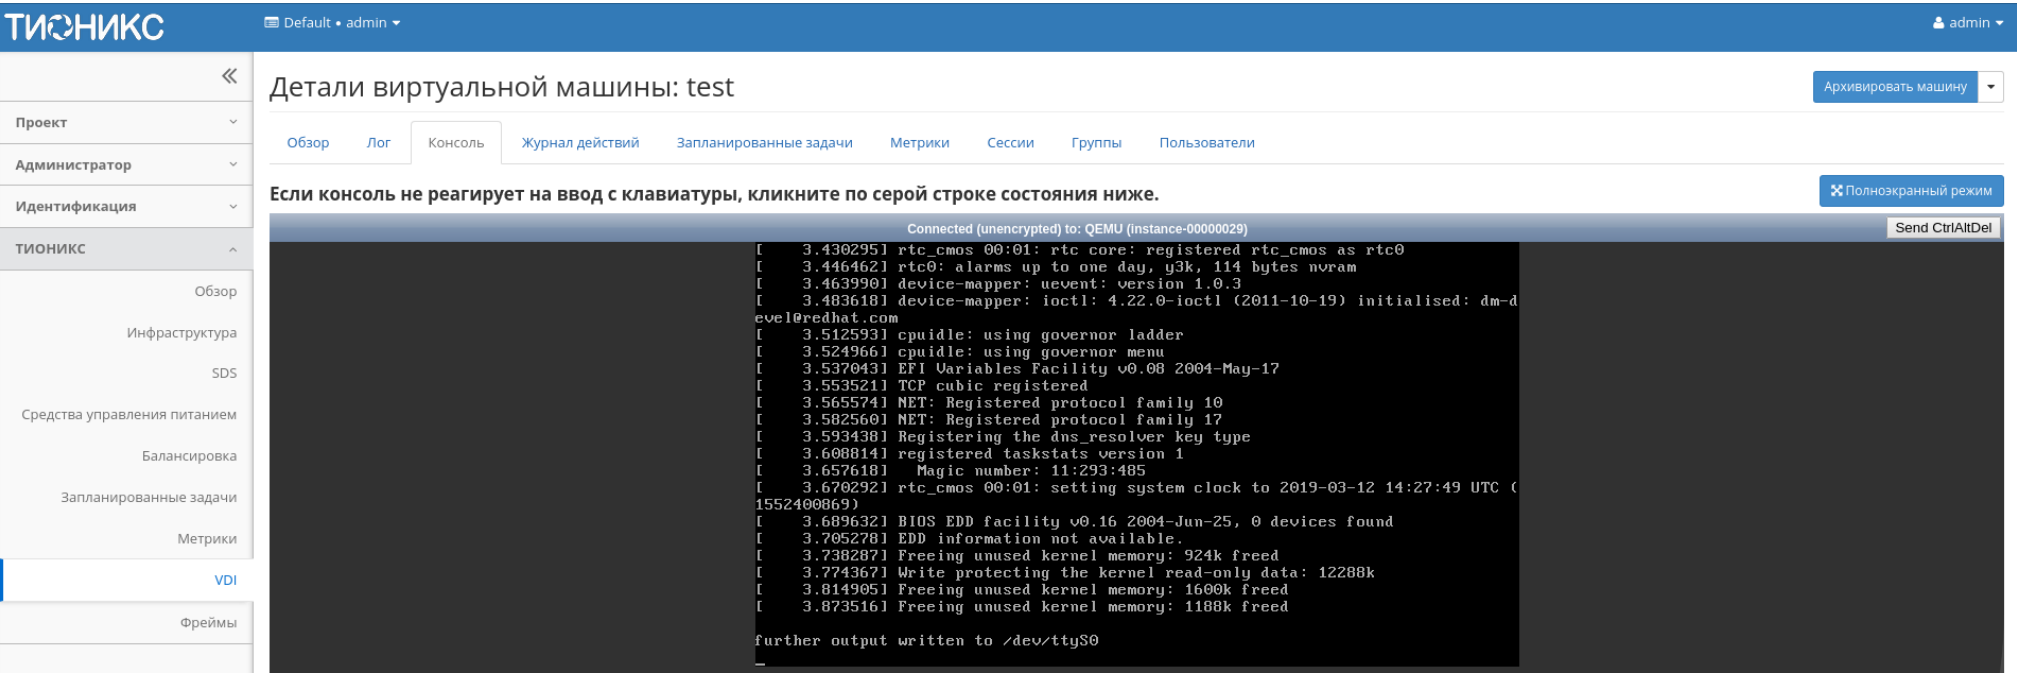 ТИОНИКС
Default • admin
admin
Детали виртуальной машины: test
Архивировать машину
Проект
Администратор
Идентификация
ТИОНИКС
Обзор
Инфраструктура
SDS
Средства управления питанием
Балансировка
Запланированные задачи
Метрики
VDI
Фреймы
Обзор Лог Консоль Журнал действий Запланированные задачи Метрики Сессии Группы Пользователи
Если консоль не реагирует на ввод с клавиатуры, кликните по серой строке состояния ниже.
Полноэкранный режим
Connected (unencrypted) to: QEMU (instance-00000029)
Send CtrlAltDel
[    3.430295] rtc_cmos 00:01: rtc core: registered rtc_cmos as rtc0
[    3.446462] rtc0: alarms up to one day, y3k, 114 bytes nvram
[    3.463990] device-mapper: uevent: version 1.0.3
[    3.483618] device-mapper: ioctl: 4.22.0-ioctl (2011-10-19) initialised: dm-d
evel@redhat.com
[    3.512593] cpuidle: using governor ladder
[    3.524966] cpuidle: using governor menu
[    3.537043] EFI Variables Facility v0.08 2004-May-17
[    3.553521] TCP cubic registered
[    3.565574] NET: Registered protocol family 10
[    3.582560] NET: Registered protocol family 17
[    3.593438] Registering the dns_resolver key type
[    3.608814] registered taskstats version 1
[    3.657618]   Magic number: 11:293:485
[    3.670292] rtc_cmos 00:01: setting system clock to 2019-03-12 14:27:49 UTC (
1552400869)
[    3.689632] BIOS EDD facility v0.16 2004-Jun-25, 0 devices found
[    3.705278] EDD information not available.
[    3.738287] Freeing unused kernel memory: 924k freed
[    3.774367] Write protecting the kernel read-only data: 12288k
[    3.814905] Freeing unused kernel memory: 1600k freed
[    3.873516] Freeing unused kernel memory: 1188k freed
further output written to /dev/ttyS0
_